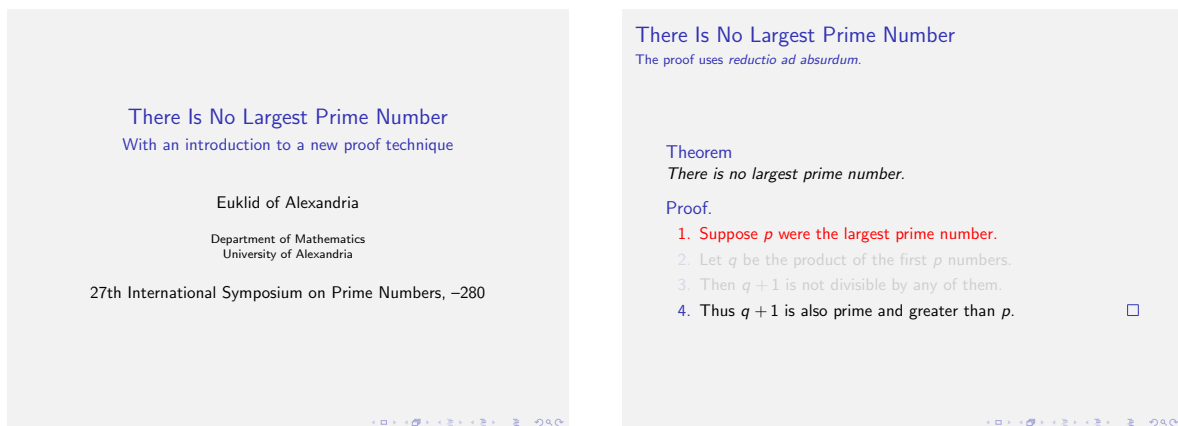 There Is No Largest Prime Number
With an introduction to a new proof technique
Euklid of Alexandria
Department of Mathematics
University of Alexandria
27th International Symposium on Prime Numbers, –280
There Is No Largest Prime Number
The proof uses reductio ad absurdum.
Theorem
There is no largest prime number.
Proof.
1. Suppose p were the largest prime number.
2. Let q be the product of the first p numbers.
3. Then q + 1 is not divisible by any of them.
4. Thus q + 1 is also prime and greater than p.